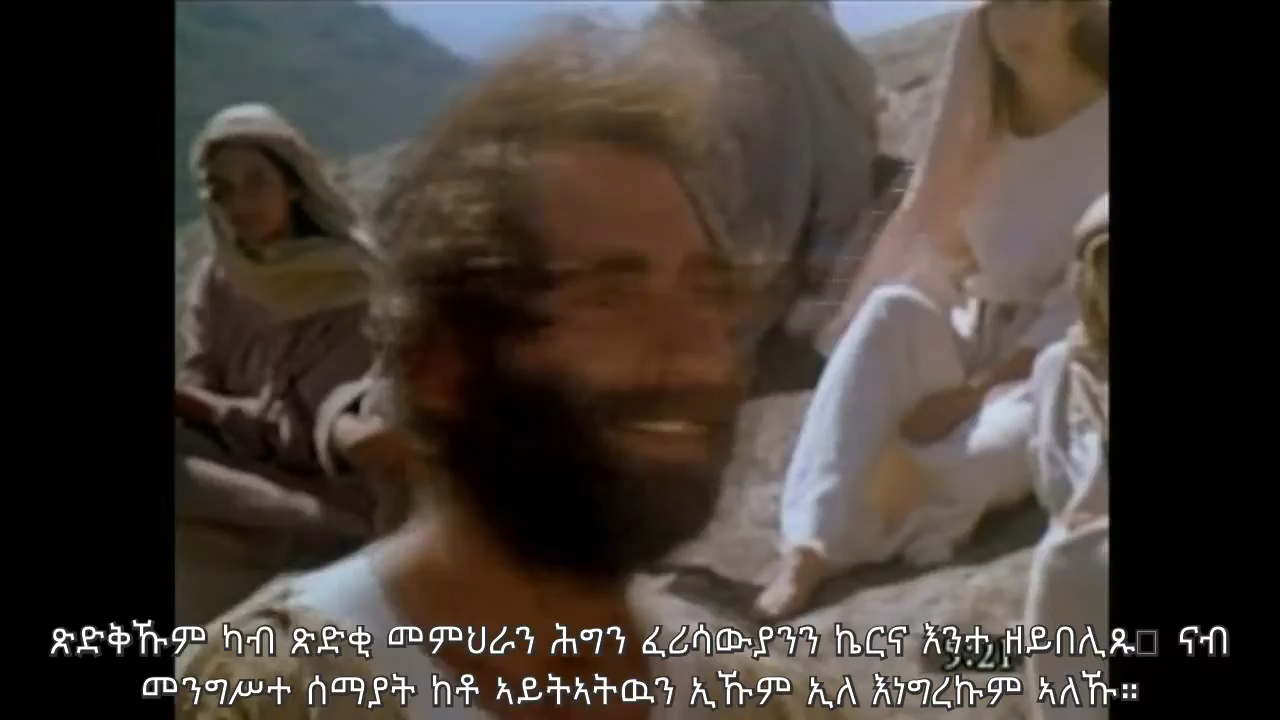 ጽድቅኹም ካብ ጽድቂ መምህራን ሕግን ፈሪሳውያንን ኬርና እንተ ዘይበሊጹ ናብ
መንግሥተ ሰማያት ከቶ ኣይትኣትዉን ኢኹም ኢለ እነግረኩም ኣለኹ።